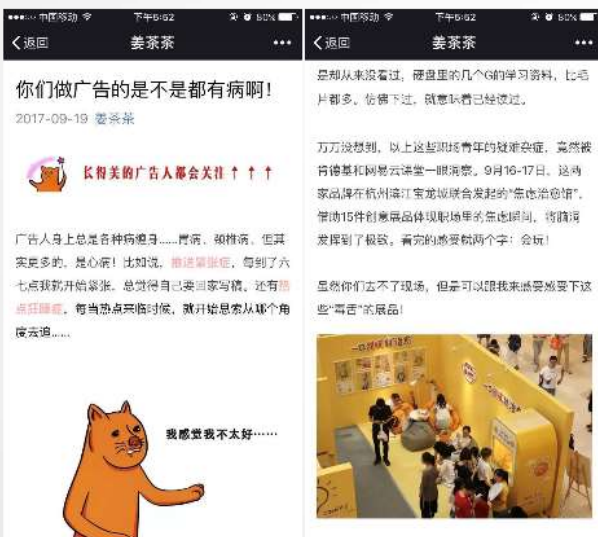 中国移动 下午5:52 80%
返回 姜茶茶
你们做广告的是不是都有病啊！
2017-09-19 姜茶茶
长得美的广告人都会关注↑↑↑
广告人身上总是各种病缠身......胃病、颈椎病，但其
实更多的，是心病！比如说，推送紧张症，每到了六
七点我就开始紧张，总觉得自己要回家写稿。还有热
点狂躁症，每当热点来临时候，就开始思索从哪个角
度去追......
我感觉我不太好......
中国移动 下午5:52 80%
返回 姜茶茶
是却从来没看过，硬盘里的几个G的学习资料，比毛
片都多。仿佛下过，就意味着已经读过。
万万没想到，以上这些职场青年的疑难杂症，竟然被
肯德基和网易云课堂一眼洞察。9月16-17日，这两
家品牌在杭州滨江宝龙城联合发起的“焦虑治愈馆”，
借助15件创意展品体现职场里的焦虑瞬间，将脑洞
发挥到了极致。看完的感受就两个字：会玩！
虽然你们去不了现场，但是可以跟我来感受感受下这
些“毒舌”的展品！